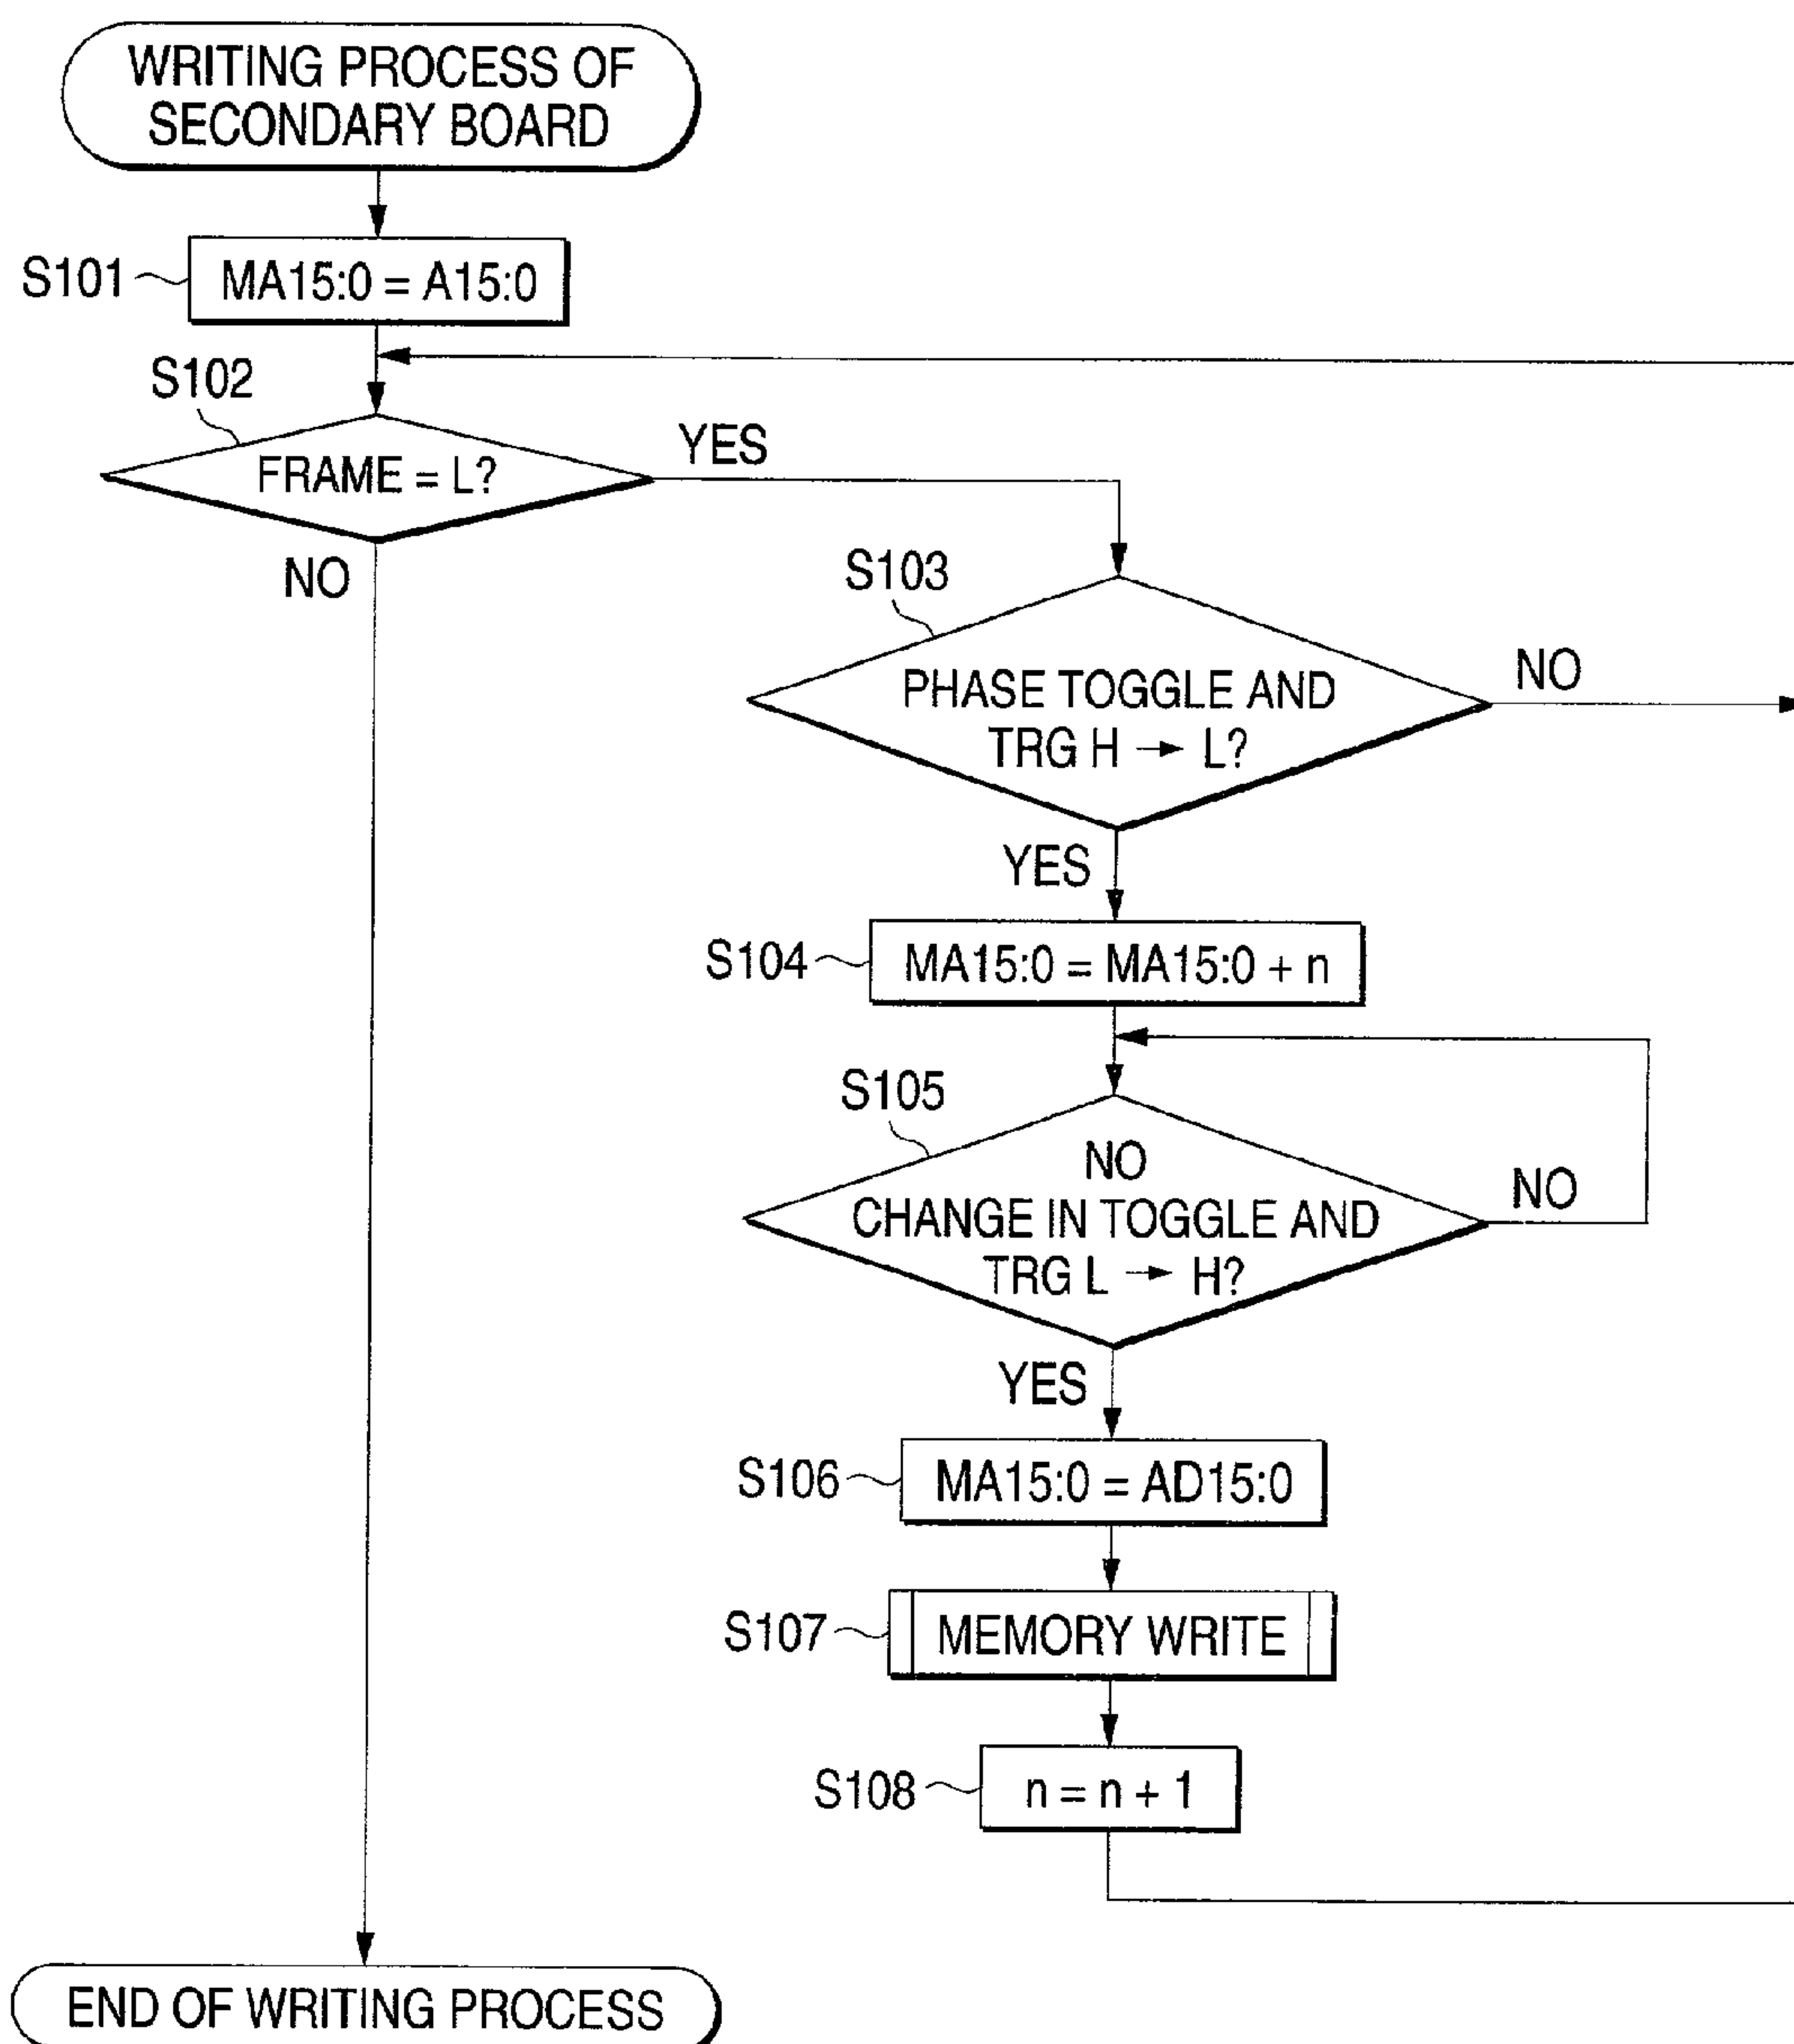 WRITING PROCESS OF
SECONDARY BOARD
S101
MA15:0 = A15:0
S102
FRAME = L?
YES
NO
S103
PHASE TOGGLE AND
TRG H → L?
NO
YES
S104
MA15:0 = MA15:0 + n
S105
NO
CHANGE IN TOGGLE AND
TRG L → H?
NO
YES
S106
MA15:0 = AD15:0
S107
MEMORY WRITE
S108
n = n + 1
END OF WRITING PROCESS